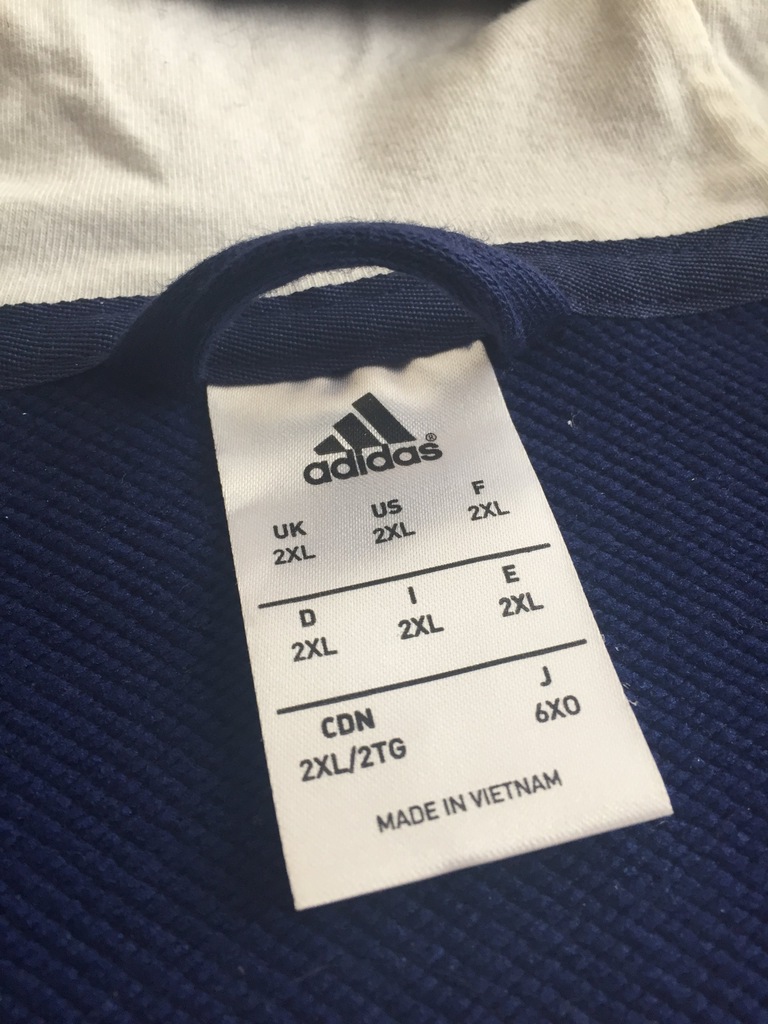 adidas®
UK US F
2XL 2XL 2XL
D I E
2XL 2XL 2XL
CDN J
2XL/2TG 6XO
MADE IN VIETNAM